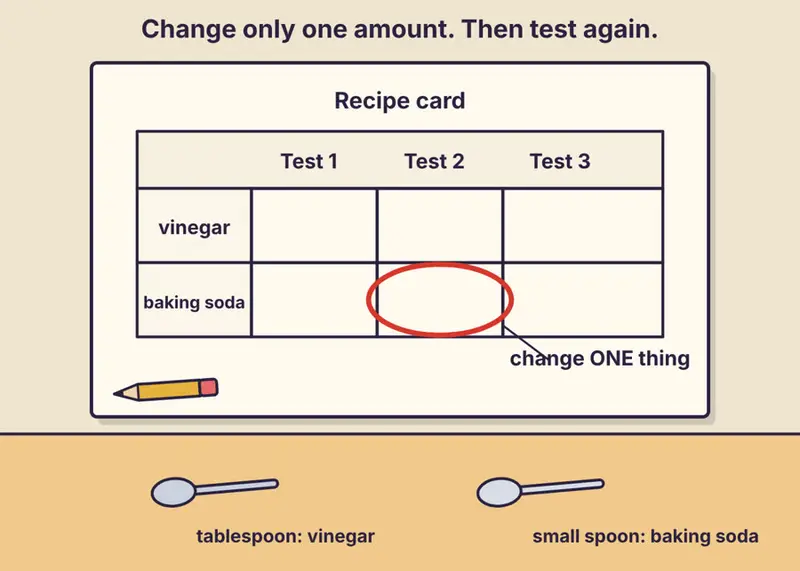 Change only one amount. Then test again.
Recipe card
Test 1 Test 2 Test 3
vinegar
baking soda
change ONE thing
tablespoon: vinegar
small spoon: baking soda